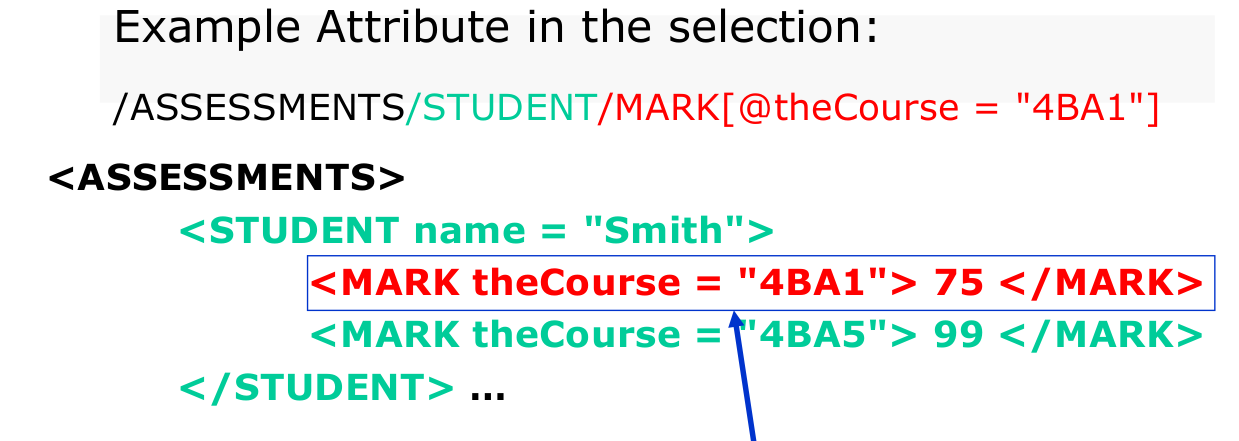 Example Attribute in the selection:
/ASSESSMENTS/STUDENT/MARK[@theCourse = "4BA1"]
<ASSESSMENTS>
<STUDENT name = "Smith">
<MARK theCourse = "4BA1"> 75 </MARK>
<MARK theCourse = "4BA5"> 99 </MARK>
</STUDENT> ...